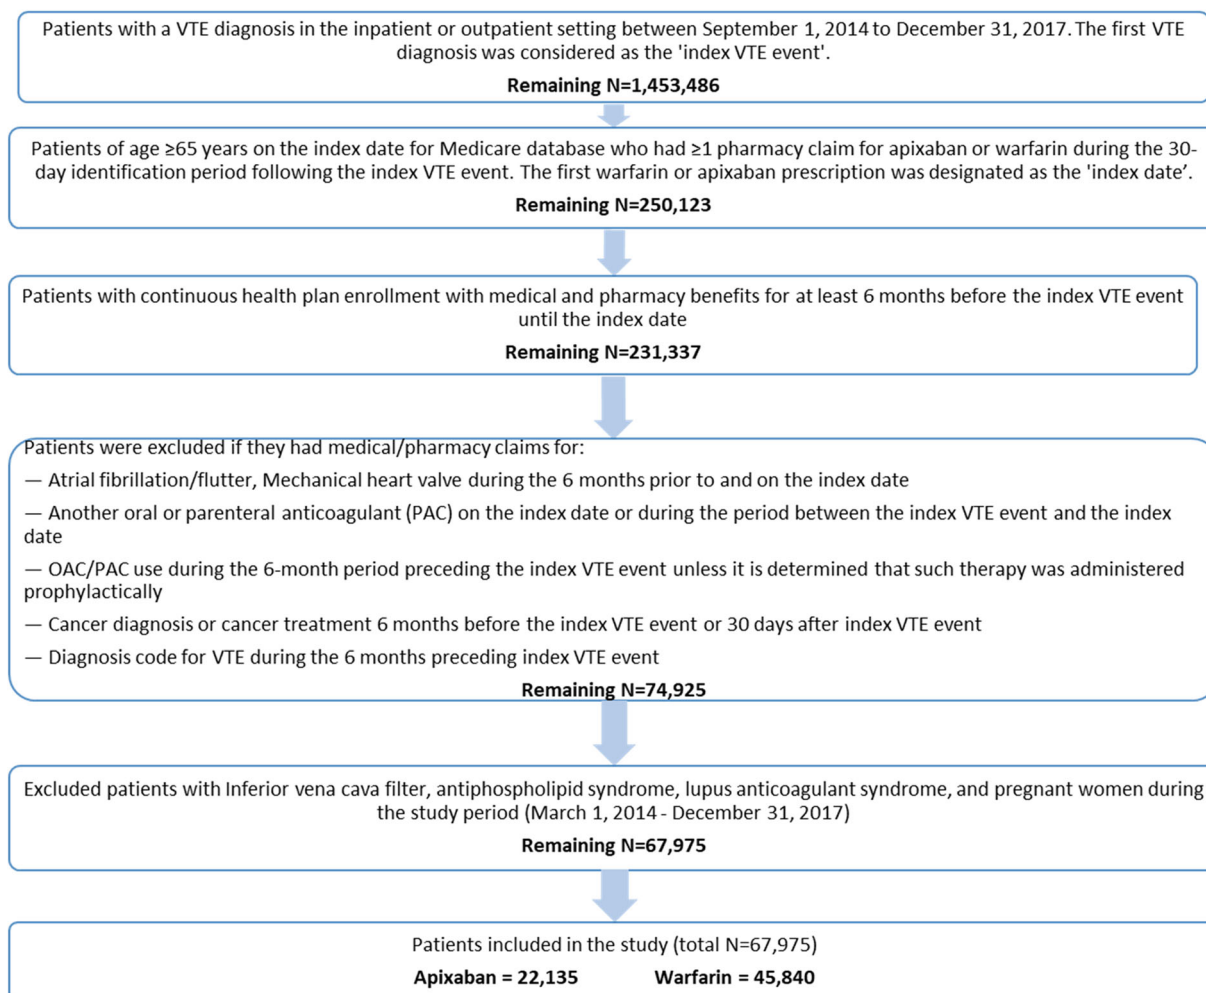 Patients with a VTE diagnosis in the inpatient or outpatient setting between September 1, 2014 to December 31, 2017. The first VTE
diagnosis was considered as the 'index VTE event'.
Remaining N=1,453,486
Patients of age ≥65 years on the index date for Medicare database who had ≥1 pharmacy claim for apixaban or warfarin during the 30-
day identification period following the index VTE event. The first warfarin or apixaban prescription was designated as the 'index date’.
Remaining N=250,123
Patients with continuous health plan enrollment with medical and pharmacy benefits for at least 6 months before the index VTE event
until the index date
Remaining N=231,337
Patients were excluded if they had medical/pharmacy claims for:
— Atrial fibrillation/flutter, Mechanical heart valve during the 6 months prior to and on the index date
— Another oral or parenteral anticoagulant (PAC) on the index date or during the period between the index VTE event and the index
date
— OAC/PAC use during the 6-month period preceding the index VTE event unless it is determined that such therapy was administered
prophylactically
— Cancer diagnosis or cancer treatment 6 months before the index VTE event or 30 days after index VTE event
— Diagnosis code for VTE during the 6 months preceding index VTE event
Remaining N=74,925
Excluded patients with Inferior vena cava filter, antiphospholipid syndrome, lupus anticoagulant syndrome, and pregnant women during
the study period (March 1, 2014 - December 31, 2017)
Remaining N=67,975
Patients included in the study (total N=67,975)
Apixaban = 22,135 Warfarin = 45,840